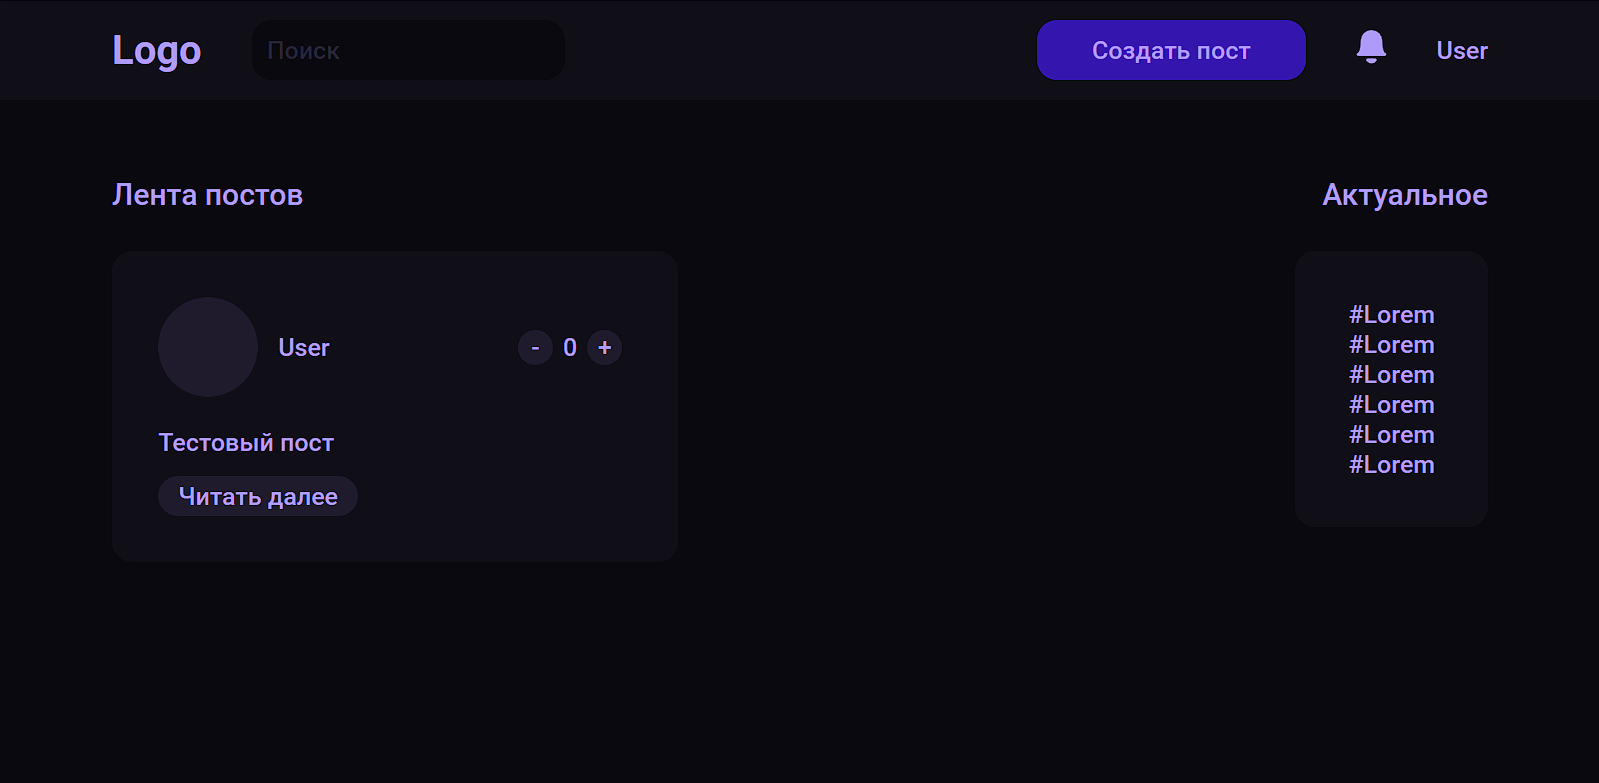 Logo
Поиск
Создать пост
User
Лента постов
Актуальное
User
- 0 +
Тестовый пост
Читать далее
#Lorem
#Lorem
#Lorem
#Lorem
#Lorem
#Lorem